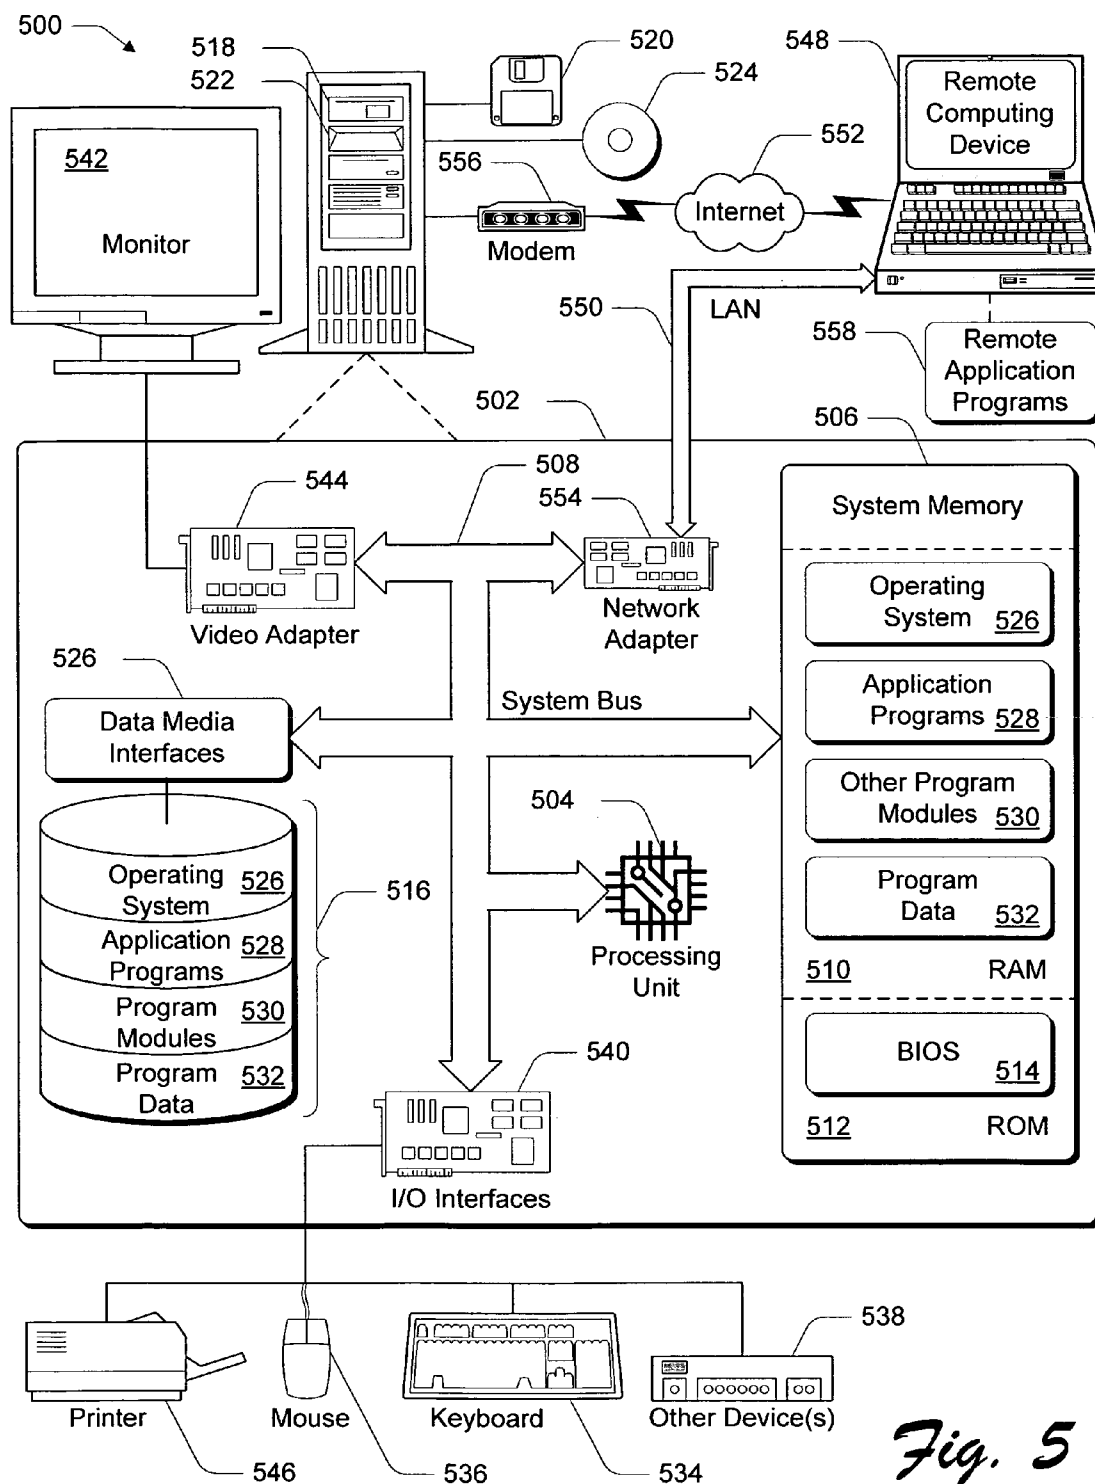 500
518
522
520
524
548
Remote
Computing
Device
552
556
542
Monitor
Internet
Modem
550
LAN
558
Remote
Application
Programs
502
506
508
544
554
System Memory
Operating
System 526
Video Adapter
Network
Adapter
526
Data Media
Interfaces
System Bus
Application
Programs 528
Other Program
Modules 530
504
Program
Data 532
Operating
System 526
516
Application
Programs 528
Processing
Unit
510 RAM
Program
Modules 530
Program
Data 532
BIOS 514
540
512 ROM
I/O Interfaces
538
Printer
Mouse
Keyboard
Other Device(s)
546
536
534
Fig. 5